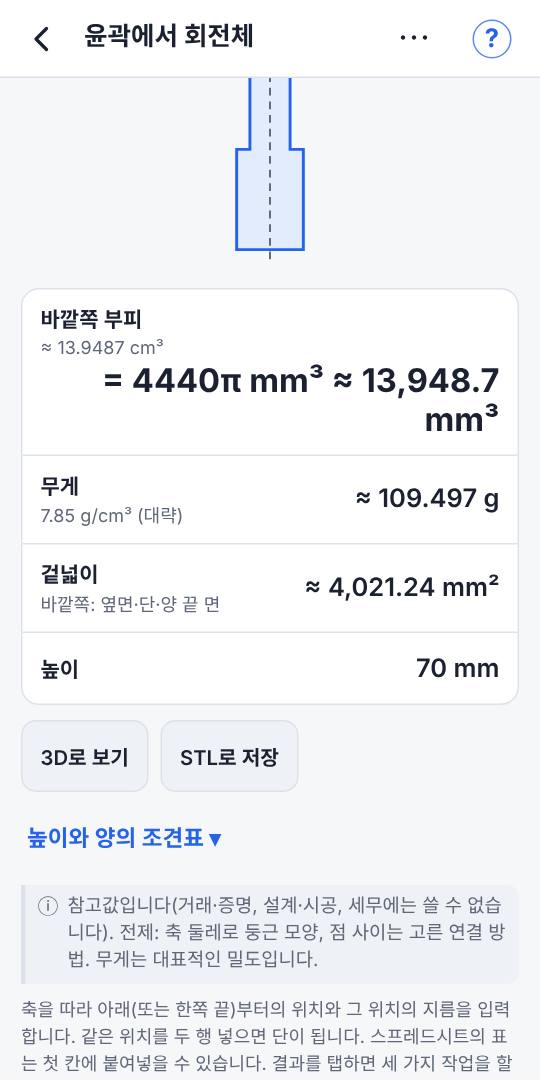 윤곽에서 회전체
?
바깥쪽 부피
≈ 13.9487 cm³
= 4440π mm³ ≈ 13,948.7
mm³
무게
7.85 g/cm³ (대략)
≈ 109.497 g
겉넓이
바깥쪽: 옆면·단·양 끝 면
≈ 4,021.24 mm²
높이
70 mm
3D로 보기
STL로 저장
높이와 양의 조견표 ▼
ⓘ 참고값입니다(거래·증명, 설계·시공, 세무에는 쓸 수 없습
니다). 전제: 축 둘레로 둥근 모양, 점 사이는 고른 연결 방
법. 무게는 대표적인 밀도입니다.
축을 따라 아래(또는 한쪽 끝)부터의 위치와 그 위치의 지름을 입력
합니다. 같은 위치를 두 행 넣으면 단이 됩니다. 스프레드시트의 표
는 첫 칸에 붙여넣을 수 있습니다. 결과를 탭하면 세 가지 작업을 할